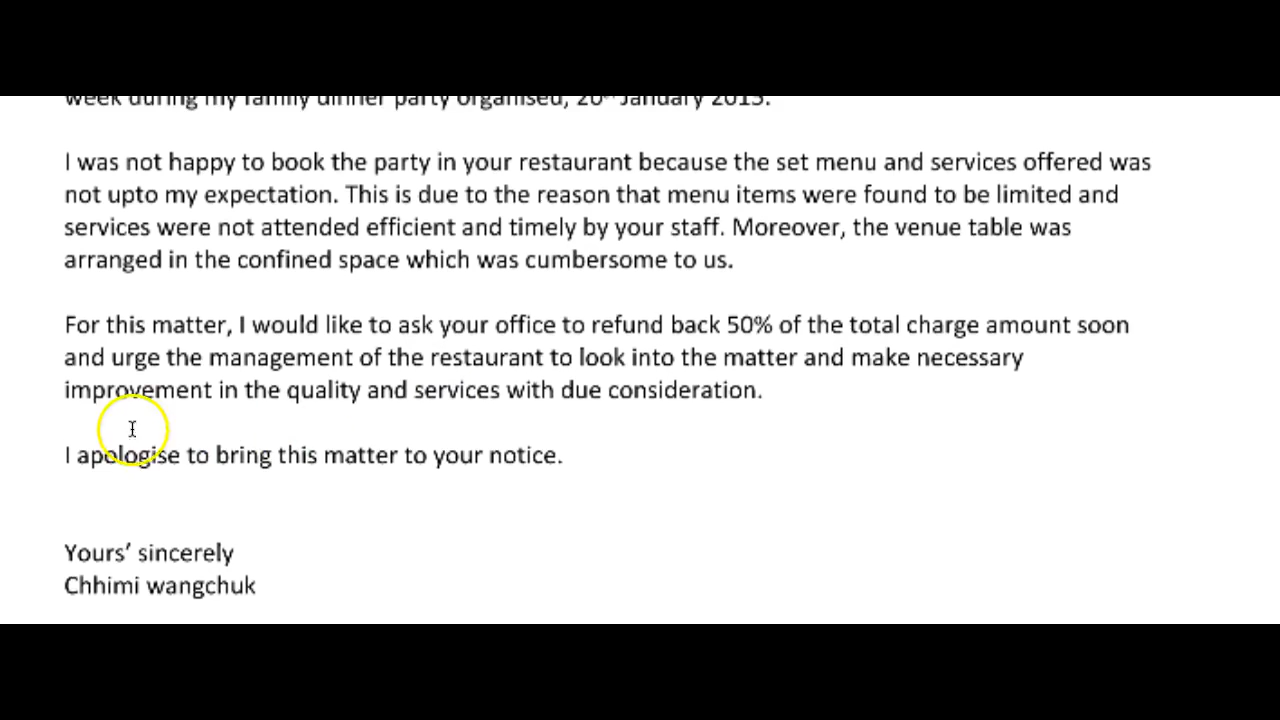 week during my family dinner party organised, 20th January 2015.
I was not happy to book the party in your restaurant because the set menu and services offered was
not upto my expectation. This is due to the reason that menu items were found to be limited and
services were not attended efficient and timely by your staff. Moreover, the venue table was
arranged in the confined space which was cumbersome to us.
For this matter, I would like to ask your office to refund back 50% of the total charge amount soon
and urge the management of the restaurant to look into the matter and make necessary
improvement in the quality and services with due consideration.
I apologise to bring this matter to your notice.
Yours’ sincerely
Chhimi wangchuk